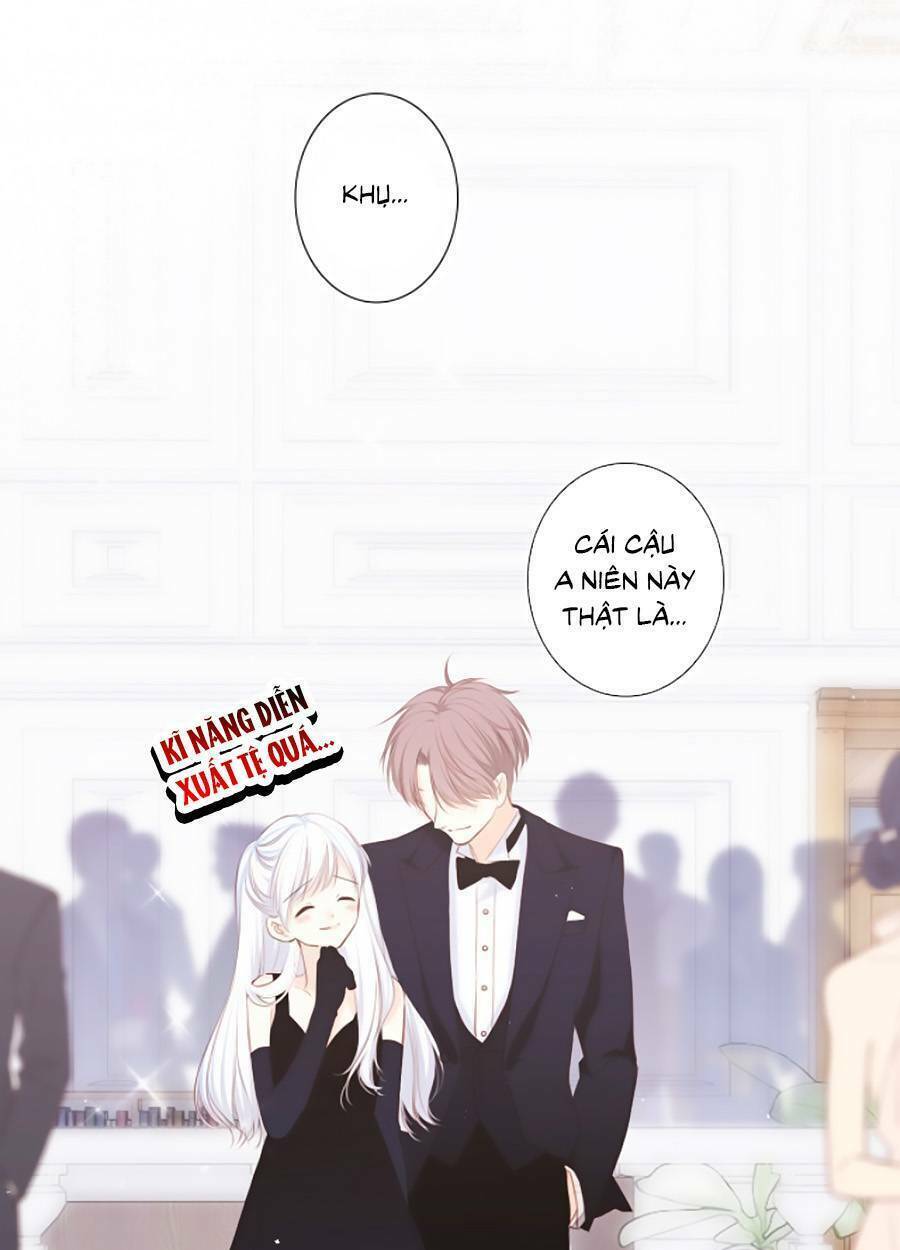 KHỤ...
CÁI CẬU
A NIÊN NÀY
THẬT LÀ...
KĨ NĂNG DIỄN
XUẤT TỆ QUÁ...